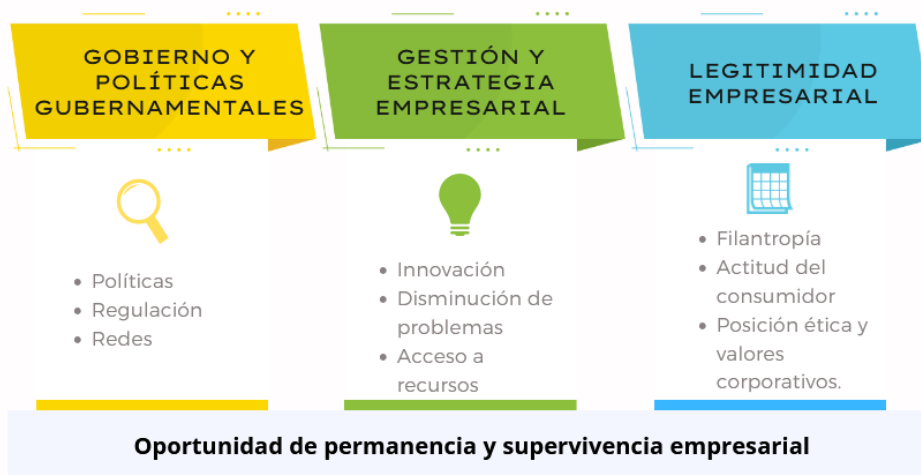 GOBIERNO Y
POLÍTICAS
GUBERNAMENTALES
• Políticas
• Regulación
• Redes
GESTIÓN Y
ESTRATEGIA
EMPRESARIAL
• Innovación
• Disminución de
problemas
• Acceso a
recursos
LEGITIMIDAD
EMPRESARIAL
• Filantropía
• Actitud del
consumidor
• Posición ética y
valores
corporativos.
Oportunidad de permanencia y supervivencia empresarial